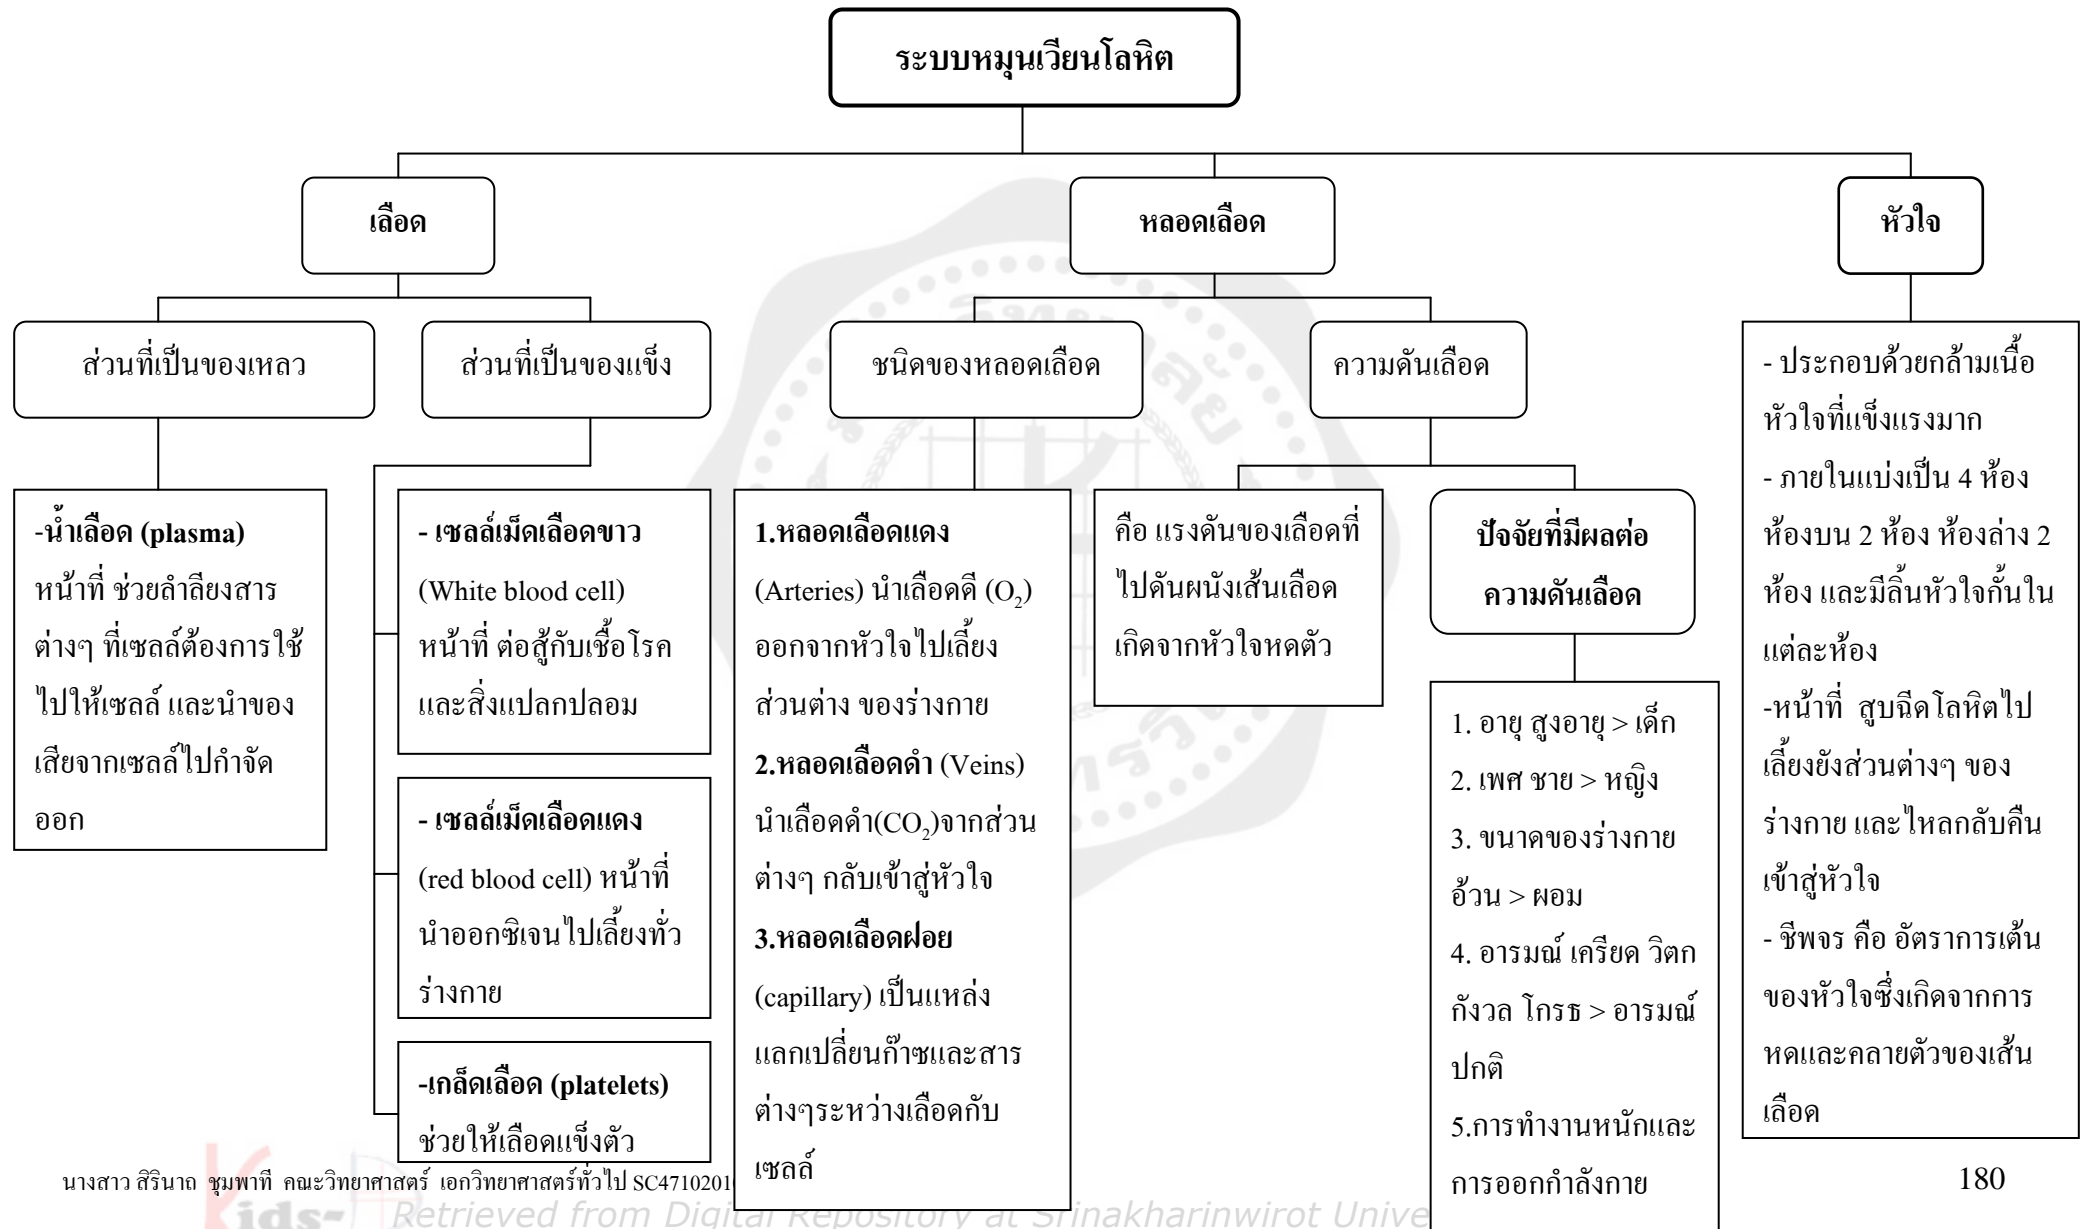 ระบบหมุนเวียนโลหิต
เลือด
หลอดเลือด
หัวใจ
ส่วนที่เป็นของเหลว
ส่วนที่เป็นของแข็ง
ชนิดของหลอดเลือด
ความดันเลือด
-น้ำเลือด (plasma)
หน้าที่ ช่วยลำลียงสาร
ต่างๆ ที่เซลล์ต้องการใช้
ไปให้เซลล์ และนำของ
เสียจากเซลล์ไปกำจัด
ออก
- เซลล์เม็ดเลือดขาว
(White blood cell)
หน้าที่ ต่อสู้กับเชื้อโรค
และสิ่งแปลกปลอม
- เซลล์เม็ดเลือดแดง
(red blood cell) หน้าที่
นำออกซิเจนไปเลี้ยงทั่ว
ร่างกาย
-เกล็ดเลือด (platelets)
ช่วยให้เลือดแข็งตัว
1.หลอดเลือดแดง
(Arteries) นำเลือดดี (O₂)
ออกจากหัวใจไปเลี้ยง
ส่วนต่าง ของร่างกาย
2.หลอดเลือดดำ (Veins)
นำเลือดดำ(CO₂)จากส่วน
ต่างๆ กลับเข้าสู่หัวใจ
3.หลอดเลือดฝอย
(capillary) เป็นแหล่ง
แลกเปลี่ยนก๊าซและสาร
ต่างๆระหว่างเลือดกับ
เซลล์
คือ แรงดันของเลือดที่
ไปดันผนังเส้นเลือด
เกิดจากหัวใจหดตัว
ปัจจัยที่มีผลต่อ
ความดันเลือด
1. อายุ สูงอายุ > เด็ก
2. เพศ ชาย > หญิง
3. ขนาดของร่างกาย
อ้วน > ผอม
4. อารมณ์ เครียด วิตก
กังวล โกรธ > อารมณ์
ปกติ
5.การทำงานหนักและ
การออกกำลังกาย
- ประกอบด้วยกล้ามเนื้อ
หัวใจที่แข็งแรงมาก
- ภายในแบ่งเป็น 4 ห้อง
ห้องบน 2 ห้อง ห้องล่าง 2
ห้อง และมีลิ้นหัวใจกั้นใน
แต่ละห้อง
-หน้าที่ สูบฉีดโลหิตไป
เลี้ยงยังส่วนต่างๆ ของ
ร่างกาย และไหลกลับคืน
เข้าสู่หัวใจ
- ชีพจร คือ อัตราการเต้น
ของหัวใจซึ่งเกิดจากการ
หดและคลายตัวของเส้น
เลือด
นางสาว สิรินาถ ชุมพาที คณะวิทยาศาสตร์ เอกวิทยาศาสตร์ทั่วไป SC4710201
180
Kids-
Retrieved from Digital Repository at Srinakharinwirot Unive